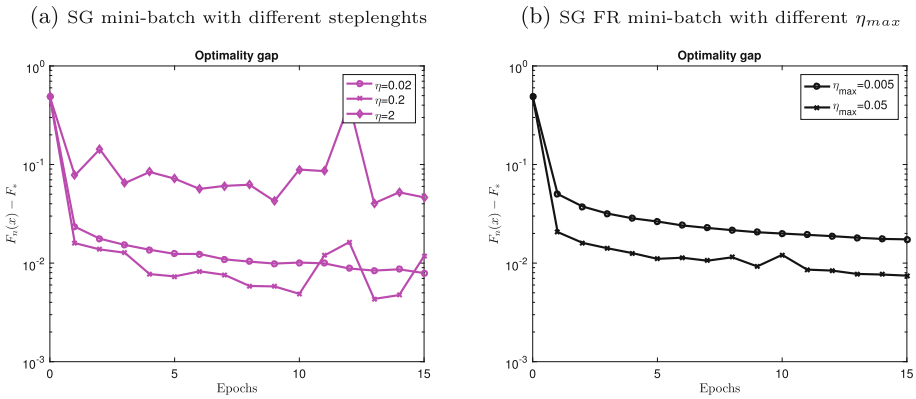 (a) SG mini-batch with different steplenghts
Optimality gap
10^0
10^-1
10^-2
10^-3
F_n(x) − F_*
η=0.02
η=0.2
η=2
0 5 10 15
Epochs
(b) SG FR mini-batch with different η_max
Optimality gap
10^0
10^-1
10^-2
10^-3
F_n(x) − F_*
η_max=0.005
η_max=0.05
0 5 10 15
Epochs